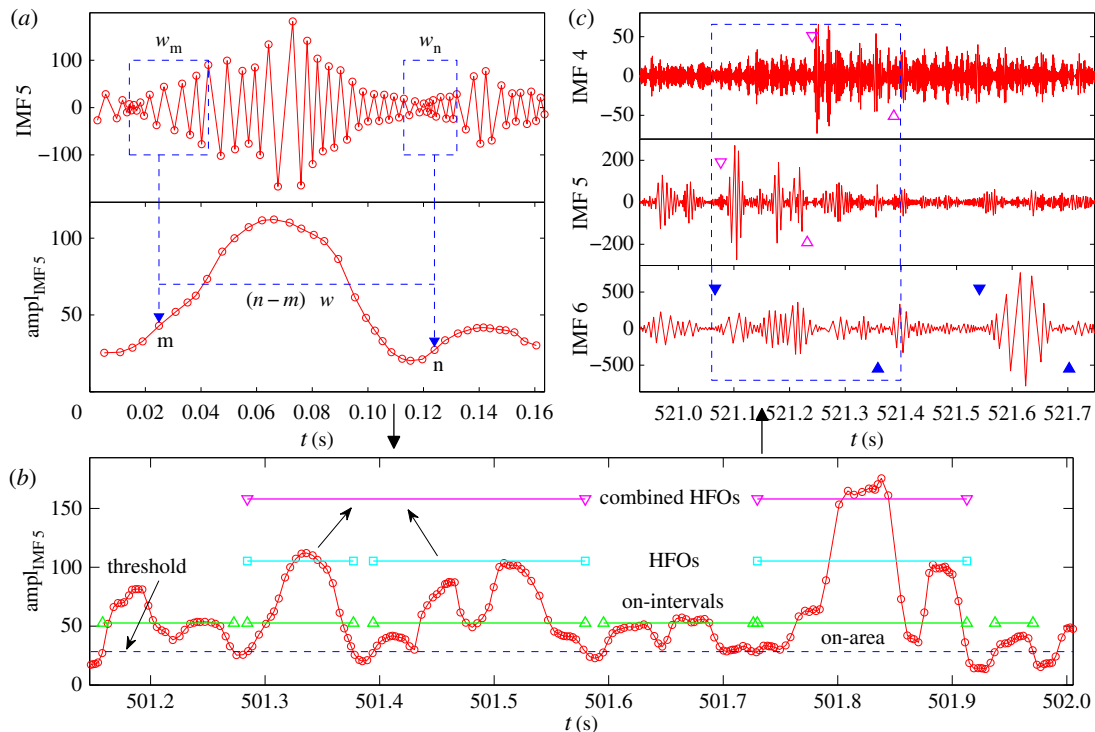 (a)
w_m
w_n
100
0
−100
IMF 5
100
50
ampl_IMF 5
m
(n – m) w
n
0 0.02 0.04 0.06 0.08 0.10 0.12 0.14 0.16
t (s)
(c)
50
0
−50
IMF 4
200
0
−200
IMF 5
500
0
−500
IMF 6
521.0 521.1 521.2 521.3 521.4 521.5 521.6 521.7
t (s)
(b)
150
100
50
0
ampl_IMF 5
threshold
combined HFOs
HFOs
on-intervals
on-area
501.2 501.3 501.4 501.5 501.6 501.7 501.8 501.9 502.0
t (s)